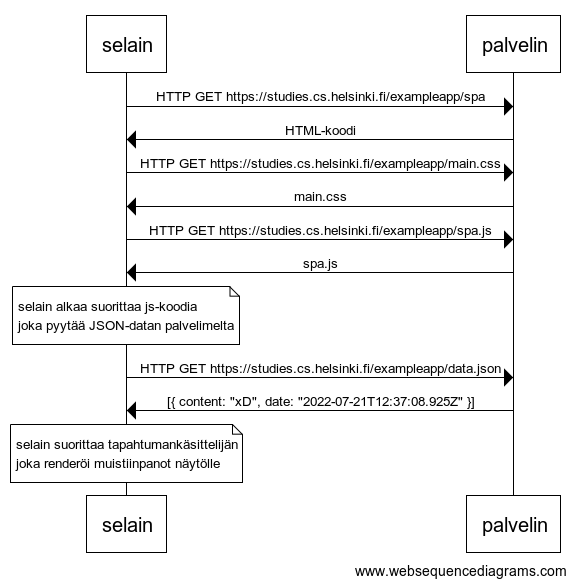 selain
palvelin
HTTP GET https://studies.cs.helsinki.fi/exampleapp/spa
HTML-koodi
HTTP GET https://studies.cs.helsinki.fi/exampleapp/main.css
main.css
HTTP GET https://studies.cs.helsinki.fi/exampleapp/spa.js
spa.js
selain alkaa suorittaa js-koodia
joka pyytää JSON-datan palvelimelta
HTTP GET https://studies.cs.helsinki.fi/exampleapp/data.json
[{ content: "xD", date: "2022-07-21T12:37:08.925Z" }]
selain suorittaa tapahtumankäsittelijän
joka renderöi muistiinpanot näytölle
selain
palvelin
www.websequencediagrams.com